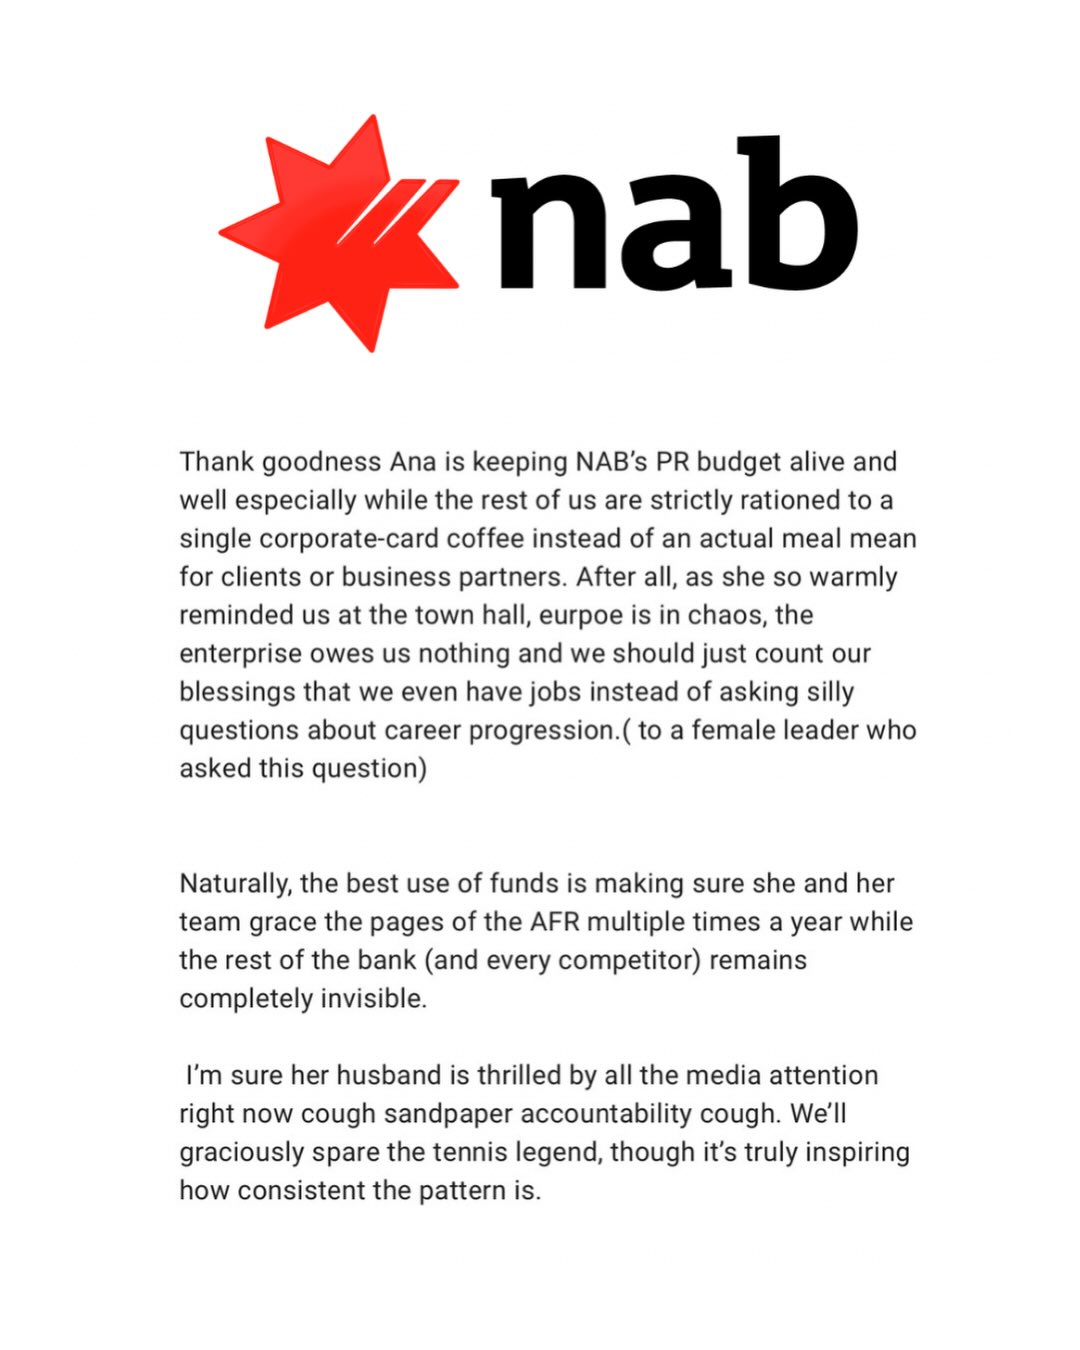 nab
Thank goodness Ana is keeping NAB’s PR budget alive and
well especially while the rest of us are strictly rationed to a
single corporate-card coffee instead of an actual meal mean
for clients or business partners. After all, as she so warmly
reminded us at the town hall, eurpoe is in chaos, the
enterprise owes us nothing and we should just count our
blessings that we even have jobs instead of asking silly
questions about career progression.( to a female leader who
asked this question)
Naturally, the best use of funds is making sure she and her
team grace the pages of the AFR multiple times a year while
the rest of the bank (and every competitor) remains
completely invisible.
I’m sure her husband is thrilled by all the media attention
right now cough sandpaper accountability cough. We’ll
graciously spare the tennis legend, though it’s truly inspiring
how consistent the pattern is.